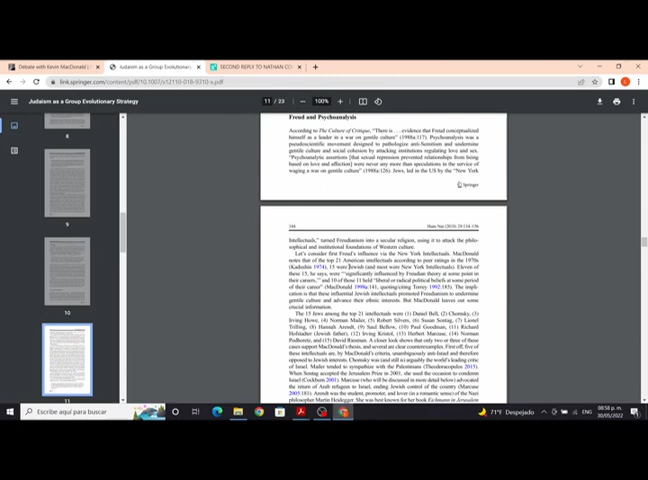 Debate with Kevin MacDonald
Judaism as a Group Evolutionary
SECOND REPLY TO NATHAN CO
link.springer.com/content/pdf/10.1007/s12110-018-9310-x.pdf
Judaism as a Group Evolutionary Strategy
11 / 23
100%
8
9
10
11
Freud and Psychoanalysis
According to The Culture of Critique, "There is . . . evidence that Freud conceptualized
himself as a leader in a war on gentile culture" (1998a:117). Psychoanalysis was a
pseudoscientific movement designed to pathologize anti-Semitism and undermine
gentile culture and social cohesion by attacking institutions regulating love and sex.
"Psychoanalytic assertions [that sexual repression prevented relationships from being
based on love and affection] were never any more than speculations in the service of
waging a war on gentile culture" (1998a:126). Jews, led in the US by the "New York
Springer
144
Hum Nat (2018) 29:134–156
Intellectuals," turned Freudianism into a secular religion, using it to attack the philo-
sophical and institutional foundations of Western culture.
Let's consider first Freud's influence via the New York Intellectuals. MacDonald
notes that of the top 21 American intellectuals according to peer ratings in the 1970s
(Kadushin 1974), 15 were Jewish (and most were New York Intellectuals). Eleven of
these 15, he says, were "significantly influenced by Freudian theory at some point in
their careers," and 10 of those 11 held "liberal or radical political beliefs at some period
of their career" (MacDonald 1998a:141, quoting/citing Torrey 1992:185). The impli-
cation is that these influential Jewish intellectuals promoted Freudianism to undermine
gentile culture and advance their ethnic interests. But MacDonald leaves out some
crucial information.
The 15 Jews among the top 21 intellectuals were (1) Daniel Bell, (2) Chomsky, (3)
Irving Howe, (4) Norman Mailer, (5) Robert Silvers, (6) Susan Sontag, (7) Lionel
Trilling, (8) Hannah Arendt, (9) Saul Bellow, (10) Paul Goodman, (11) Richard
Hofstadter (Jewish father), (12) Irving Kristol, (13) Herbert Marcuse, (14) Norman
Podhoretz, and (15) David Riesman. A closer look shows that only two or three of these
cases support MacDonald's thesis, and several are clear counterexamples. First off, five of
these intellectuals are, by MacDonald's criteria, unambiguously anti-Israel and therefore
opposed to Jewish interests. Chomsky was (and still is) arguably the world's leading critic
of Israel. Mailer tended to sympathize with the Palestinians (Theodoracopulos 2015).
When Sontag accepted the Jerusalem Prize in 2001, she used the occasion to condemn
Israel (Cockburn 2001). Marcuse (who will be discussed in more detail below) advocated
the return of Arab refugees to Israel, ending Jewish control of the country (Marcuse
2005:183). Arendt was the student, promoter, and lover (in a romantic sense) of the Nazi
philosopher Martin Heidegger. She was best known for her book Eichmann in Jerusalem
Escribe aquí para buscar
71°F Despejado
ENG
08:58 p. m.
30/05/2022